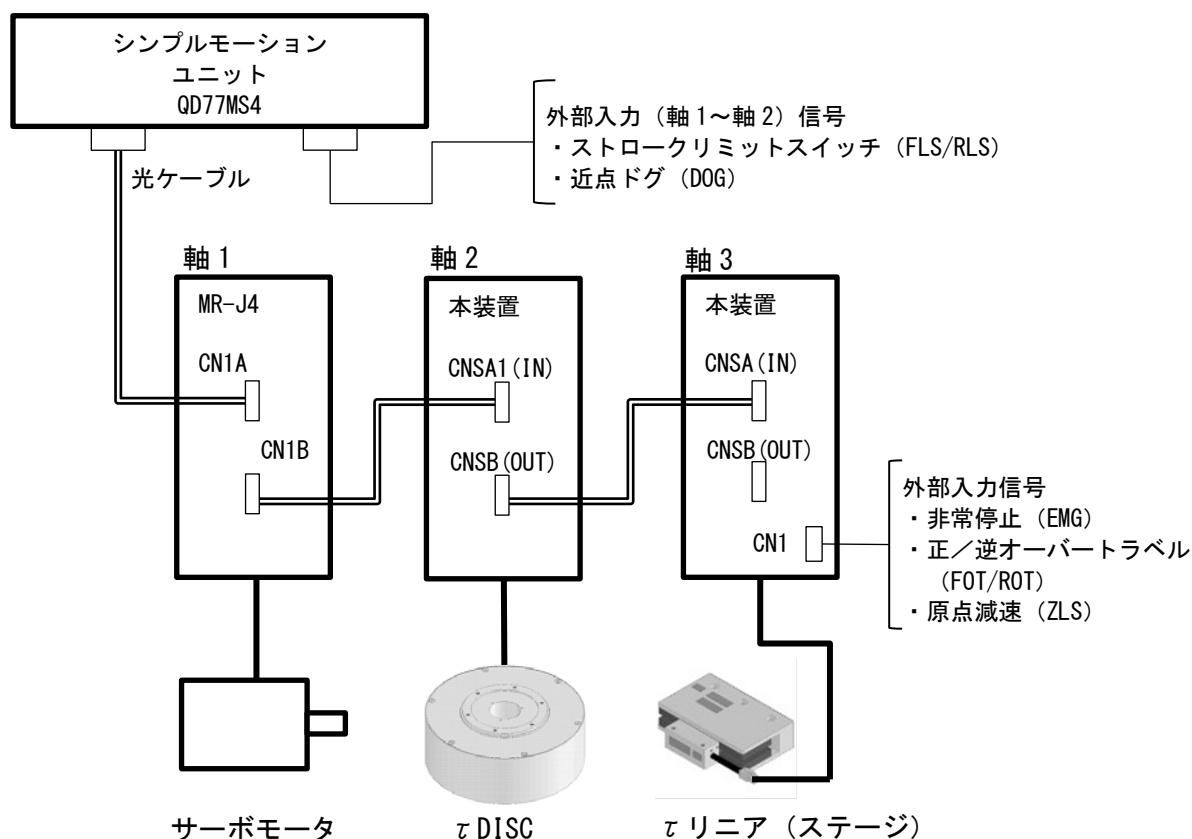 シンプルモーション
ユニット
QD77MS4
外部入力（軸1～軸2）信号
・ストロークリミットスイッチ（FLS/RLS）
・近点ドグ（DOG）
光ケーブル
軸1
軸2
軸3
MR-J4
本装置
本装置
CN1A
CNSA1(IN)
CNSA(IN)
CN1B
CNSB(OUT)
CNSB(OUT)
CN1
外部入力信号
・非常停止（EMG）
・正／逆オーバートラベル
（FOT/ROT）
・原点減速（ZLS）
サーボモータ
τDISC
τリニア（ステージ）